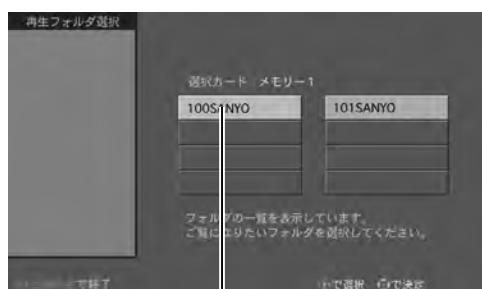 再生フォルダ選択
選択カード メモリー1
100SANYO
101SANYO
フォルダの一覧を表示しています。
ご覧になりたいフォルダを選択してください。
で終了
で選択 で決定